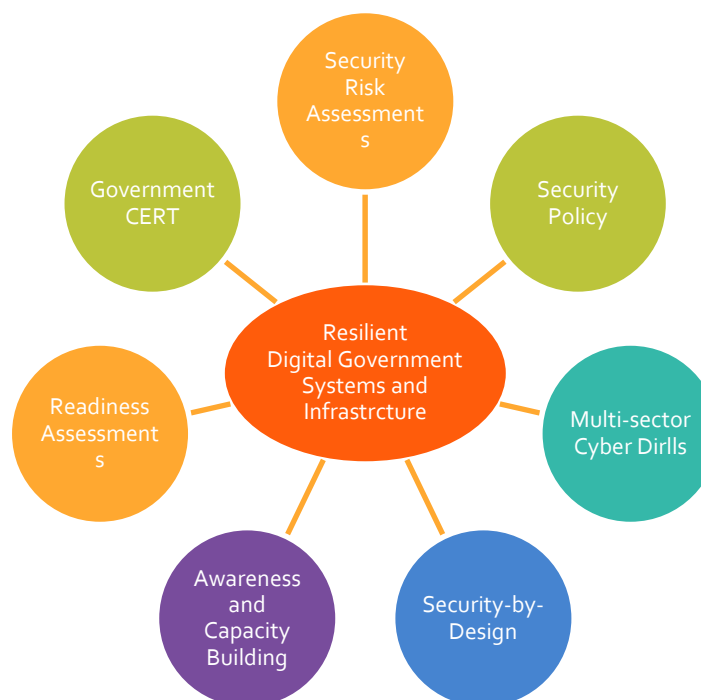 Security
Risk
Assessment
s
Government
CERT
Security
Policy
Resilient
Digital Government
Systems and
Infrastrcture
Readiness
Assessment
s
Multi-sector
Cyber Dirlls
Awareness
and
Capacity
Building
Security-by-
Design